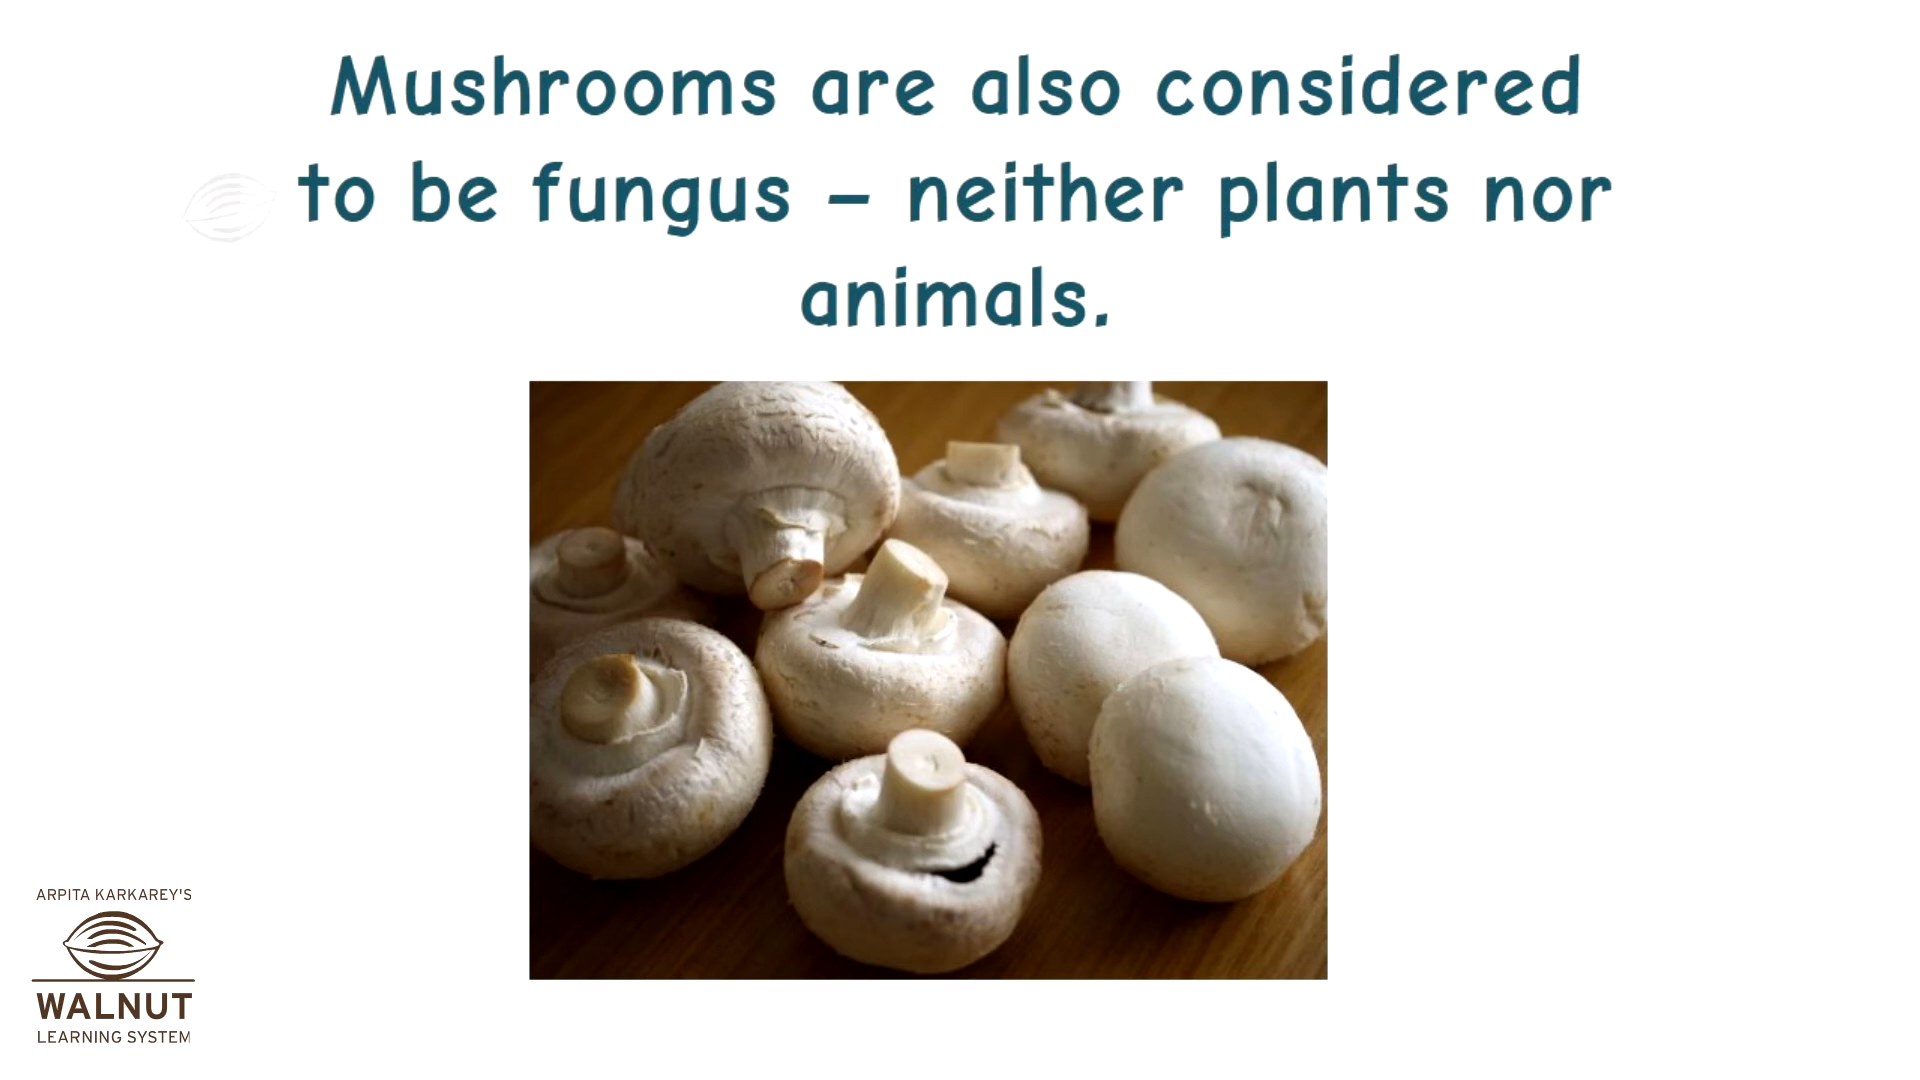 Mushrooms are also considered
to be fungus – neither plants nor
animals.
ARPITA KARKAREY'S
WALNUT
LEARNING SYSTEM